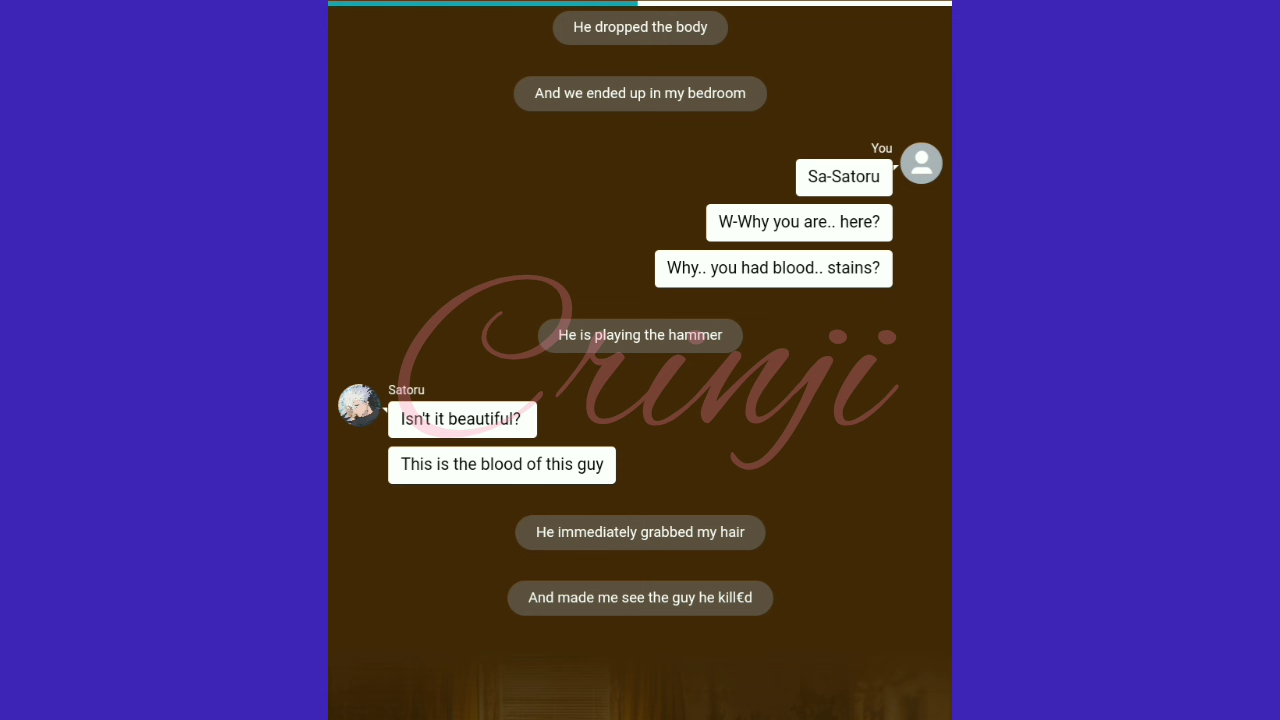 He dropped the body
And we ended up in my bedroom
You
Sa-Satoru
W-Why you are.. here?
Why.. you had blood.. stains?
He is playing the hammer
Crinji
Satoru
Isn't it beautiful?
This is the blood of this guy
He immediately grabbed my hair
And made me see the guy he kill€d